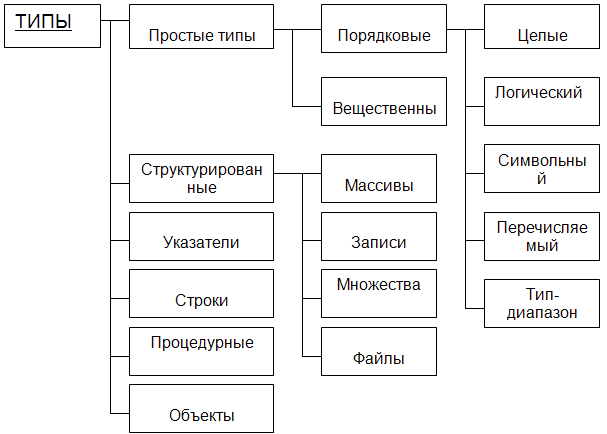 ТИПЫ
Простые типы
Порядковые
Целые
Вещественны
Логический
Структурирован
ные
Массивы
Символьны
й
Указатели
Записи
Перечисляе
мый
Строки
Множества
Тип-
диапазон
Процедурные
Файлы
Объекты